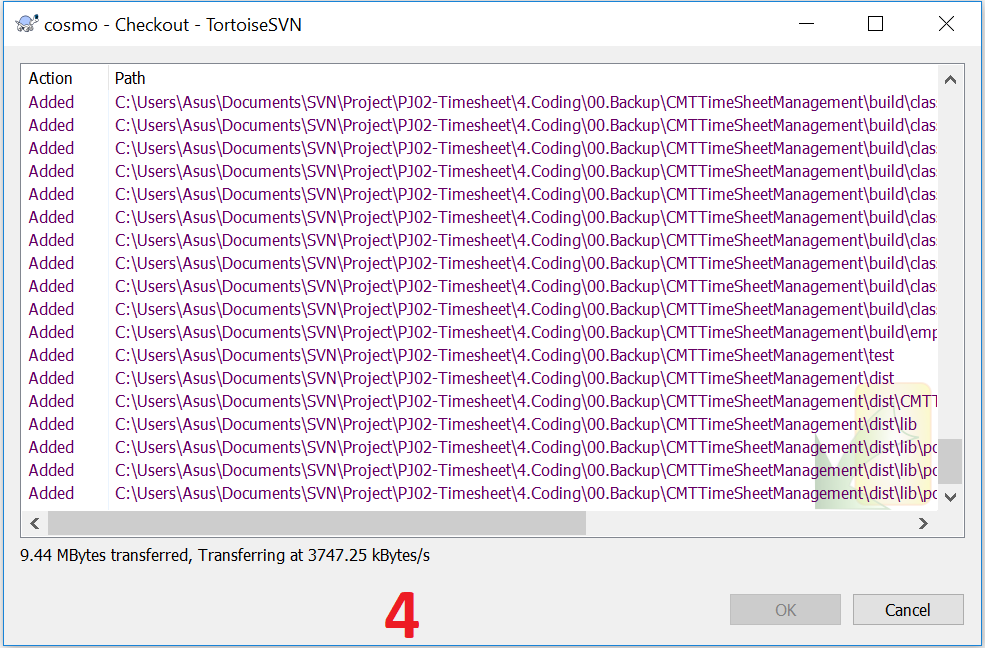 cosmo - Checkout - TortoiseSVN
Action Path
Added C:\Users\Asus\Documents\SVN\Project\PJ02-Timesheet\4.Coding\00.Backup\CMTTimeSheetManagement\build\clas
Added C:\Users\Asus\Documents\SVN\Project\PJ02-Timesheet\4.Coding\00.Backup\CMTTimeSheetManagement\build\clas
Added C:\Users\Asus\Documents\SVN\Project\PJ02-Timesheet\4.Coding\00.Backup\CMTTimeSheetManagement\build\clas
Added C:\Users\Asus\Documents\SVN\Project\PJ02-Timesheet\4.Coding\00.Backup\CMTTimeSheetManagement\build\clas
Added C:\Users\Asus\Documents\SVN\Project\PJ02-Timesheet\4.Coding\00.Backup\CMTTimeSheetManagement\build\clas
Added C:\Users\Asus\Documents\SVN\Project\PJ02-Timesheet\4.Coding\00.Backup\CMTTimeSheetManagement\build\clas
Added C:\Users\Asus\Documents\SVN\Project\PJ02-Timesheet\4.Coding\00.Backup\CMTTimeSheetManagement\build\clas
Added C:\Users\Asus\Documents\SVN\Project\PJ02-Timesheet\4.Coding\00.Backup\CMTTimeSheetManagement\build\clas
Added C:\Users\Asus\Documents\SVN\Project\PJ02-Timesheet\4.Coding\00.Backup\CMTTimeSheetManagement\build\clas
Added C:\Users\Asus\Documents\SVN\Project\PJ02-Timesheet\4.Coding\00.Backup\CMTTimeSheetManagement\build\clas
Added C:\Users\Asus\Documents\SVN\Project\PJ02-Timesheet\4.Coding\00.Backup\CMTTimeSheetManagement\build\emp
Added C:\Users\Asus\Documents\SVN\Project\PJ02-Timesheet\4.Coding\00.Backup\CMTTimeSheetManagement\test
Added C:\Users\Asus\Documents\SVN\Project\PJ02-Timesheet\4.Coding\00.Backup\CMTTimeSheetManagement\dist
Added C:\Users\Asus\Documents\SVN\Project\PJ02-Timesheet\4.Coding\00.Backup\CMTTimeSheetManagement\dist\CMTT
Added C:\Users\Asus\Documents\SVN\Project\PJ02-Timesheet\4.Coding\00.Backup\CMTTimeSheetManagement\dist\lib
Added C:\Users\Asus\Documents\SVN\Project\PJ02-Timesheet\4.Coding\00.Backup\CMTTimeSheetManagement\dist\lib\po
Added C:\Users\Asus\Documents\SVN\Project\PJ02-Timesheet\4.Coding\00.Backup\CMTTimeSheetManagement\dist\lib\po
Added C:\Users\Asus\Documents\SVN\Project\PJ02-Timesheet\4.Coding\00.Backup\CMTTimeSheetManagement\dist\lib\po
9.44 MBytes transferred, Transferring at 3747.25 kBytes/s
4
OK Cancel